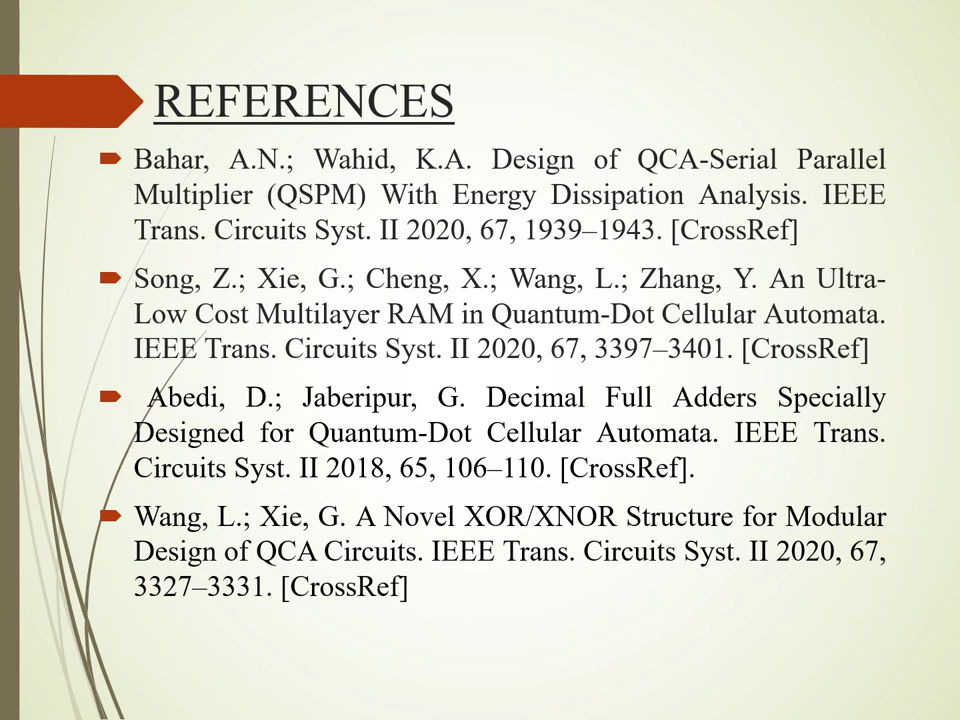 REFERENCES
Bahar, A.N.; Wahid, K.A. Design of QCA-Serial Parallel
Multiplier (QSPM) With Energy Dissipation Analysis. IEEE
Trans. Circuits Syst. II 2020, 67, 1939–1943. [CrossRef]
Song, Z.; Xie, G.; Cheng, X.; Wang, L.; Zhang, Y. An Ultra-
Low Cost Multilayer RAM in Quantum-Dot Cellular Automata.
IEEE Trans. Circuits Syst. II 2020, 67, 3397–3401. [CrossRef]
Abedi, D.; Jaberipur, G. Decimal Full Adders Specially
Designed for Quantum-Dot Cellular Automata. IEEE Trans.
Circuits Syst. II 2018, 65, 106–110. [CrossRef].
Wang, L.; Xie, G. A Novel XOR/XNOR Structure for Modular
Design of QCA Circuits. IEEE Trans. Circuits Syst. II 2020, 67,
3327–3331. [CrossRef]